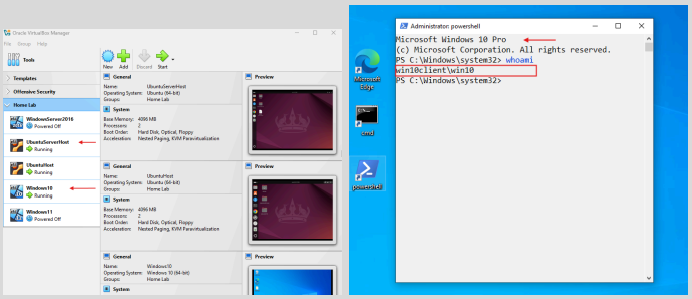 Oracle VirtualBox Manager
File Group Help
Tools
New Add Discard Start
Templates
Offensive Security
Home Lab
WindowsServer2016
Powered Off
UbuntuServerHost
Running
UbuntuHost
Running
Windows10
Running
Windows11
Powered Off
General
Name: UbuntuServerHost
Operating System: Ubuntu (64-bit)
Groups: Home Lab
System
Base Memory: 4096 MB
Processors: 2
Boot Order: Hard Disk, Optical, Floppy
Acceleration: Nested Paging, KVM Paravirtualization
Preview
General
Name: UbuntuHost
Operating System: Ubuntu (64-bit)
Groups: Home Lab
System
Base Memory: 4096 MB
Processors: 2
Boot Order: Hard Disk, Optical, Floppy
Acceleration: Nested Paging, KVM Paravirtualization
Preview
General
Name: Windows10
Operating System: Windows 10 (64-bit)
Groups: Home Lab
System
Preview
Microsoft
Edge
cmd
powershell
Administrator: powershell
Microsoft Windows 10 Pro
(c) Microsoft Corporation. All rights reserved.
PS C:\Windows\system32> whoami
win10client\win10
PS C:\Windows\system32>